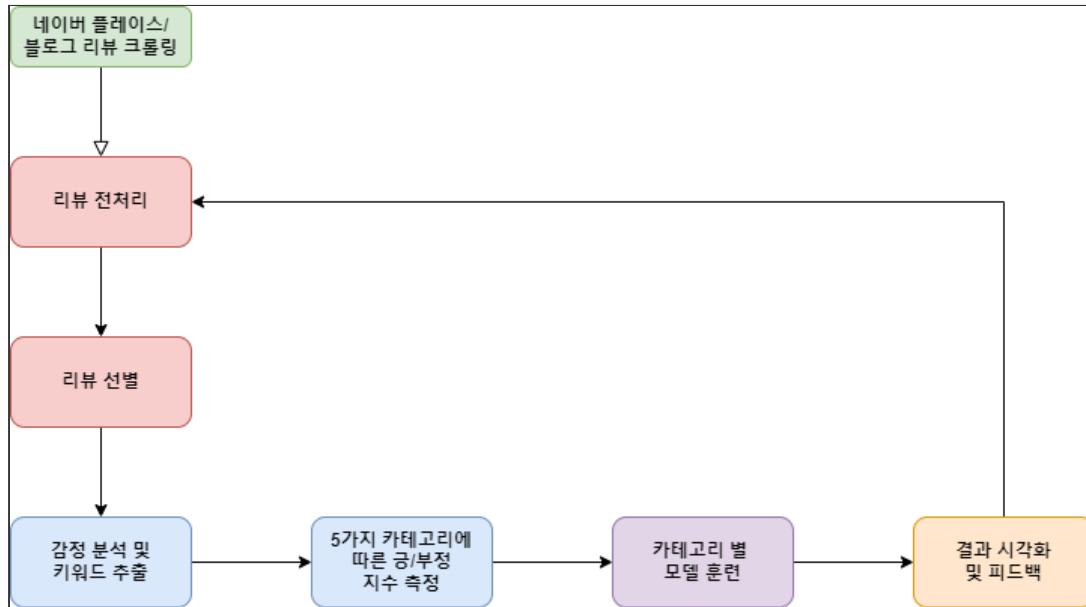 네이버 플레이스/
블로그 리뷰 크롤링
리뷰 전처리
리뷰 선별
감정 분석 및
키워드 추출
5가지 카테고리에
따른 긍/부정
지수 측정
카테고리 별
모델 훈련
결과 시각화
및 피드백